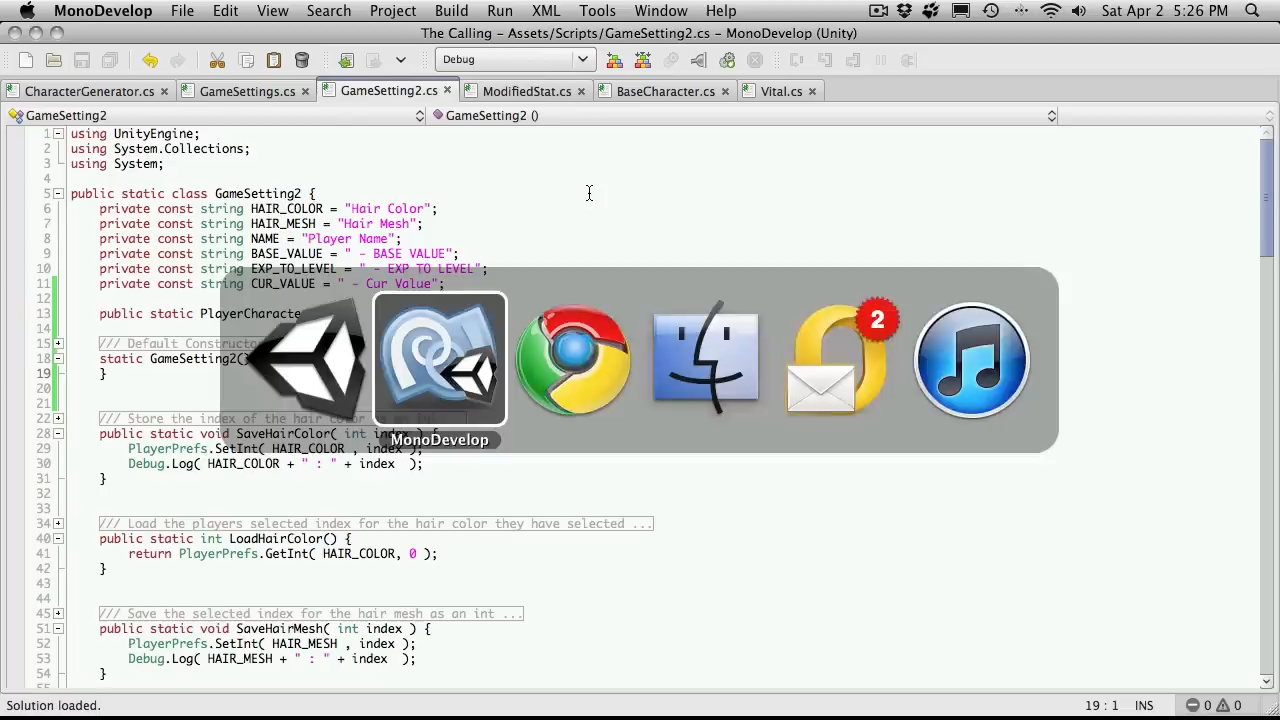 MonoDevelop File Edit View Search Project Build Run XML Tools Window Help Sat Apr 2 5:26 PM
The Calling - Assets/Scripts/GameSetting2.cs - MonoDevelop (Unity)
Debug
CharacterGenerator.cs GameSettings.cs GameSetting2.cs ModifiedStat.cs BaseCharacter.cs Vital.cs
GameSetting2 GameSetting2 ()
1 using UnityEngine;
2 using System.Collections;
3 using System;
4
5 public static class GameSetting2 {
6 private const string HAIR_COLOR = "Hair Color";
7 private const string HAIR_MESH = "Hair Mesh";
8 private const string NAME = "Player Name";
9 private const string BASE_VALUE = " - BASE VALUE";
10 private const string EXP_TO_LEVEL = " - EXP TO LEVEL";
11 private const string CUR_VALUE = " - Cur Value";
12
13 public static PlayerCharacte
14
15 /// Default Constructo
18 static GameSetting2()
19 }
20
21
22 /// Store the index of the hair color as an int
28 public static void SaveHairColor( int index ) {
29 PlayerPrefs.SetInt( HAIR_COLOR , index );
30 Debug.Log( HAIR_COLOR + " : " + index );
31 }
32
33
34 /// Load the players selected index for the hair color they have selected ...
40 public static int LoadHairColor() {
41 return PlayerPrefs.GetInt( HAIR_COLOR, 0 );
42 }
43
44
45 /// Save the selected index for the hair mesh as an int ...
51 public static void SaveHairMesh( int index ) {
52 PlayerPrefs.SetInt( HAIR_MESH , index );
53 Debug.Log( HAIR_MESH + " : " + index );
54 }
2
MonoDevelop
Solution loaded. 19 : 1 INS 0 0